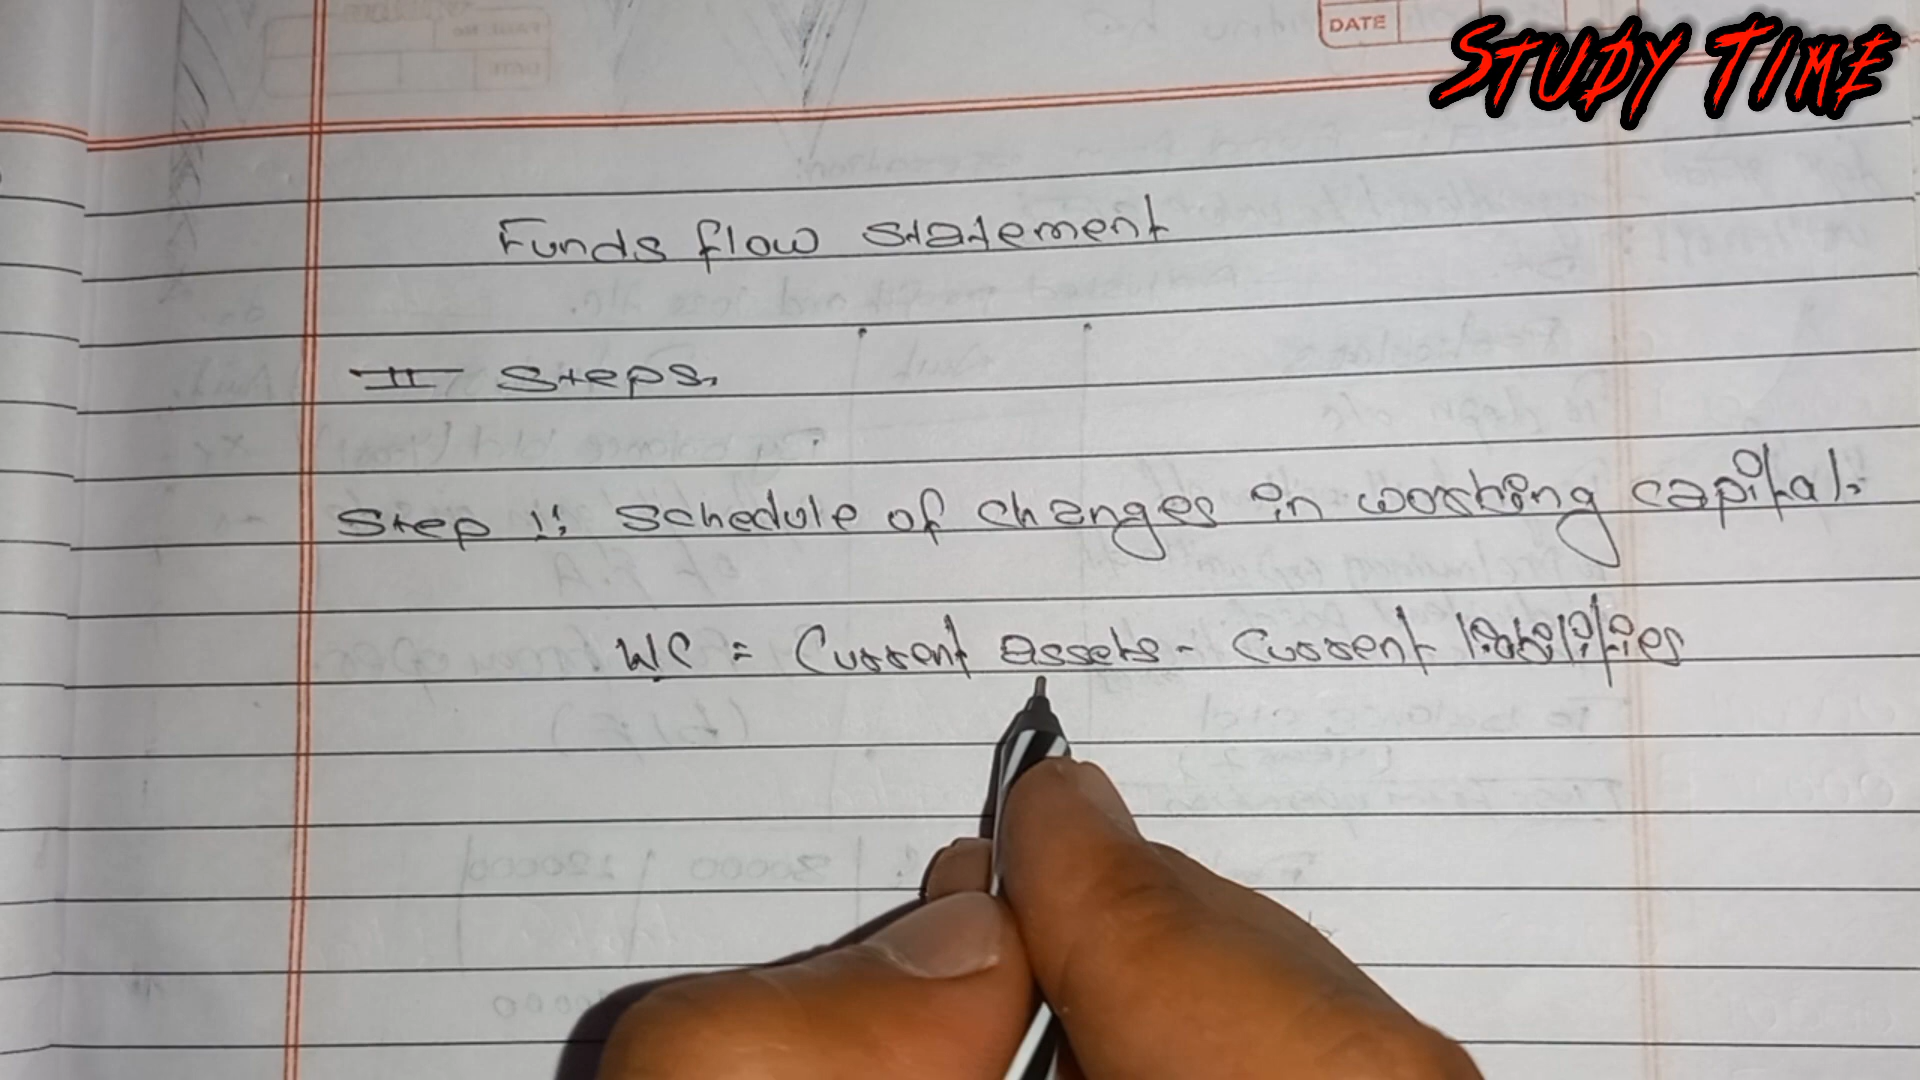 DATE
STUDY TIME
Funds flow statement
II Steps.
Step 1: Schedule of changes in working capital.
WC = Current assets - Current liabilities